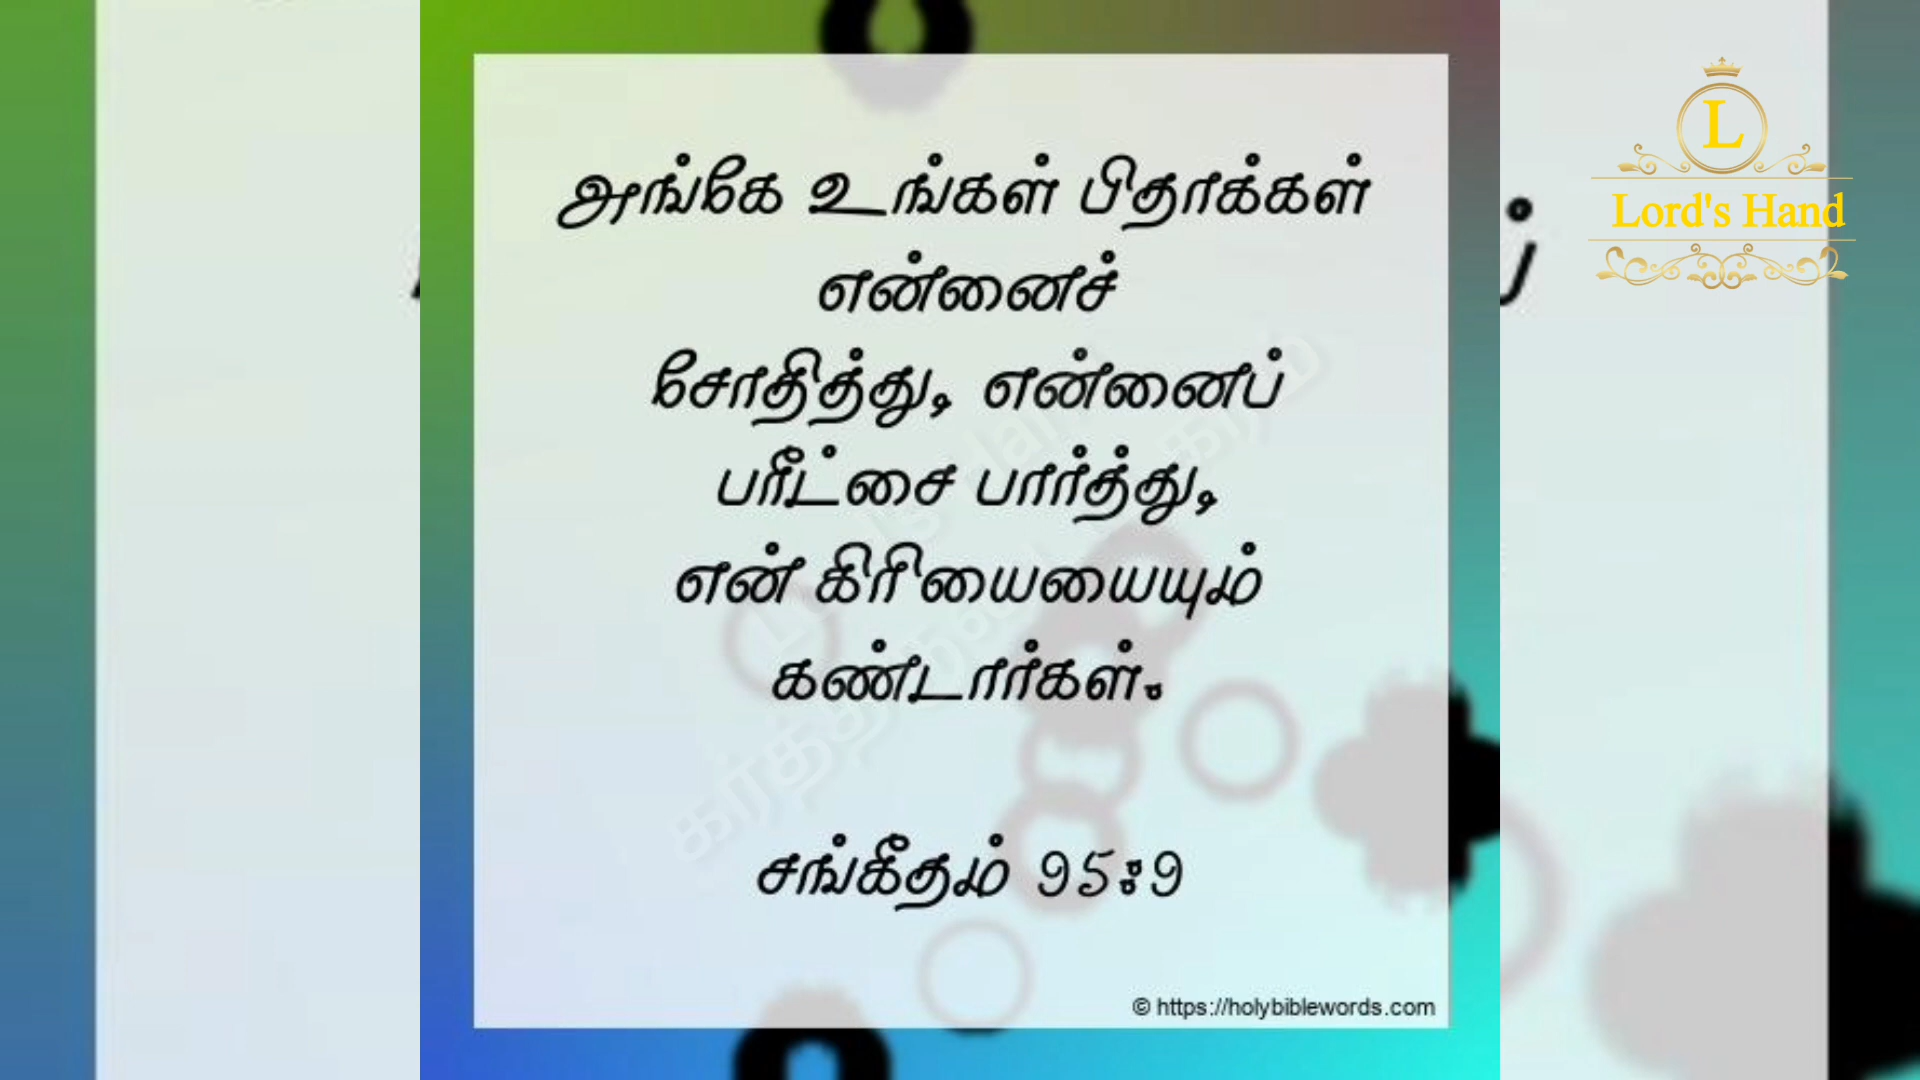 அங்கே உங்கள் பிதாக்கள்
என்னைச்
சோதித்து, என்னைப்
பரீட்சை பார்த்து,
என் கிரியையையும்
கண்டார்கள்.
சங்கீதம் 95:9
© https://holybiblewords.com
L
Lord's Hand